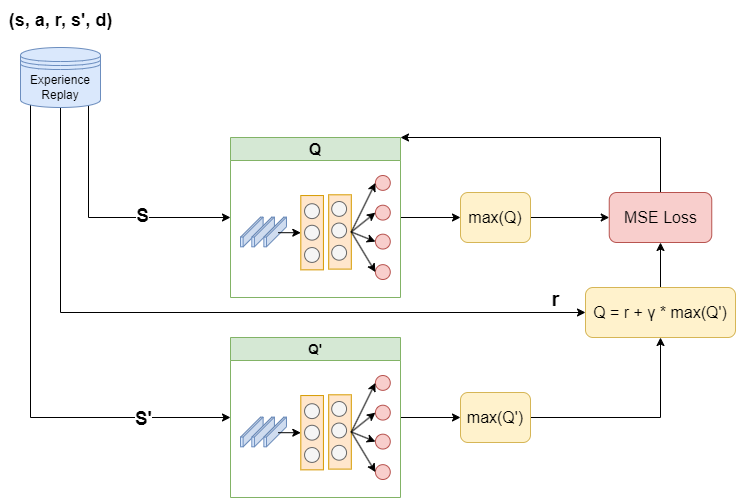 (s, a, r, s', d)
Experience
Replay
Q
S
max(Q)
MSE Loss
r
Q = r + γ * max(Q')
Q'
S'
max(Q')